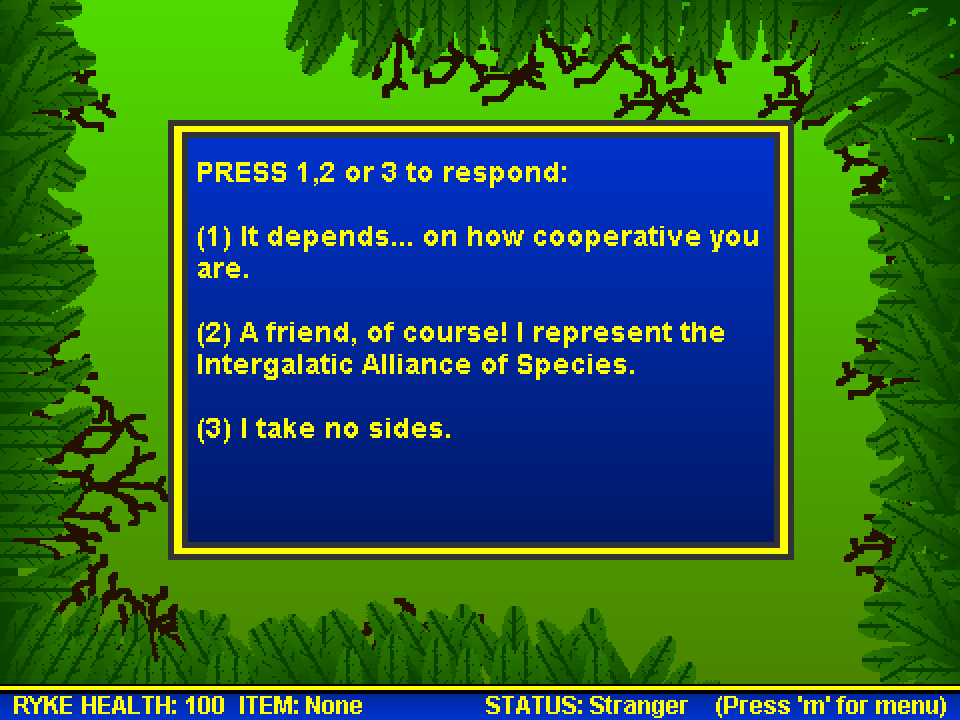 PRESS 1,2 or 3 to respond:
(1) It depends... on how cooperative you
are.
(2) A friend, of course! I represent the
Intergalatic Alliance of Species.
(3) I take no sides.
RYKE HEALTH: 100 ITEM: None STATUS: Stranger (Press 'm' for menu)